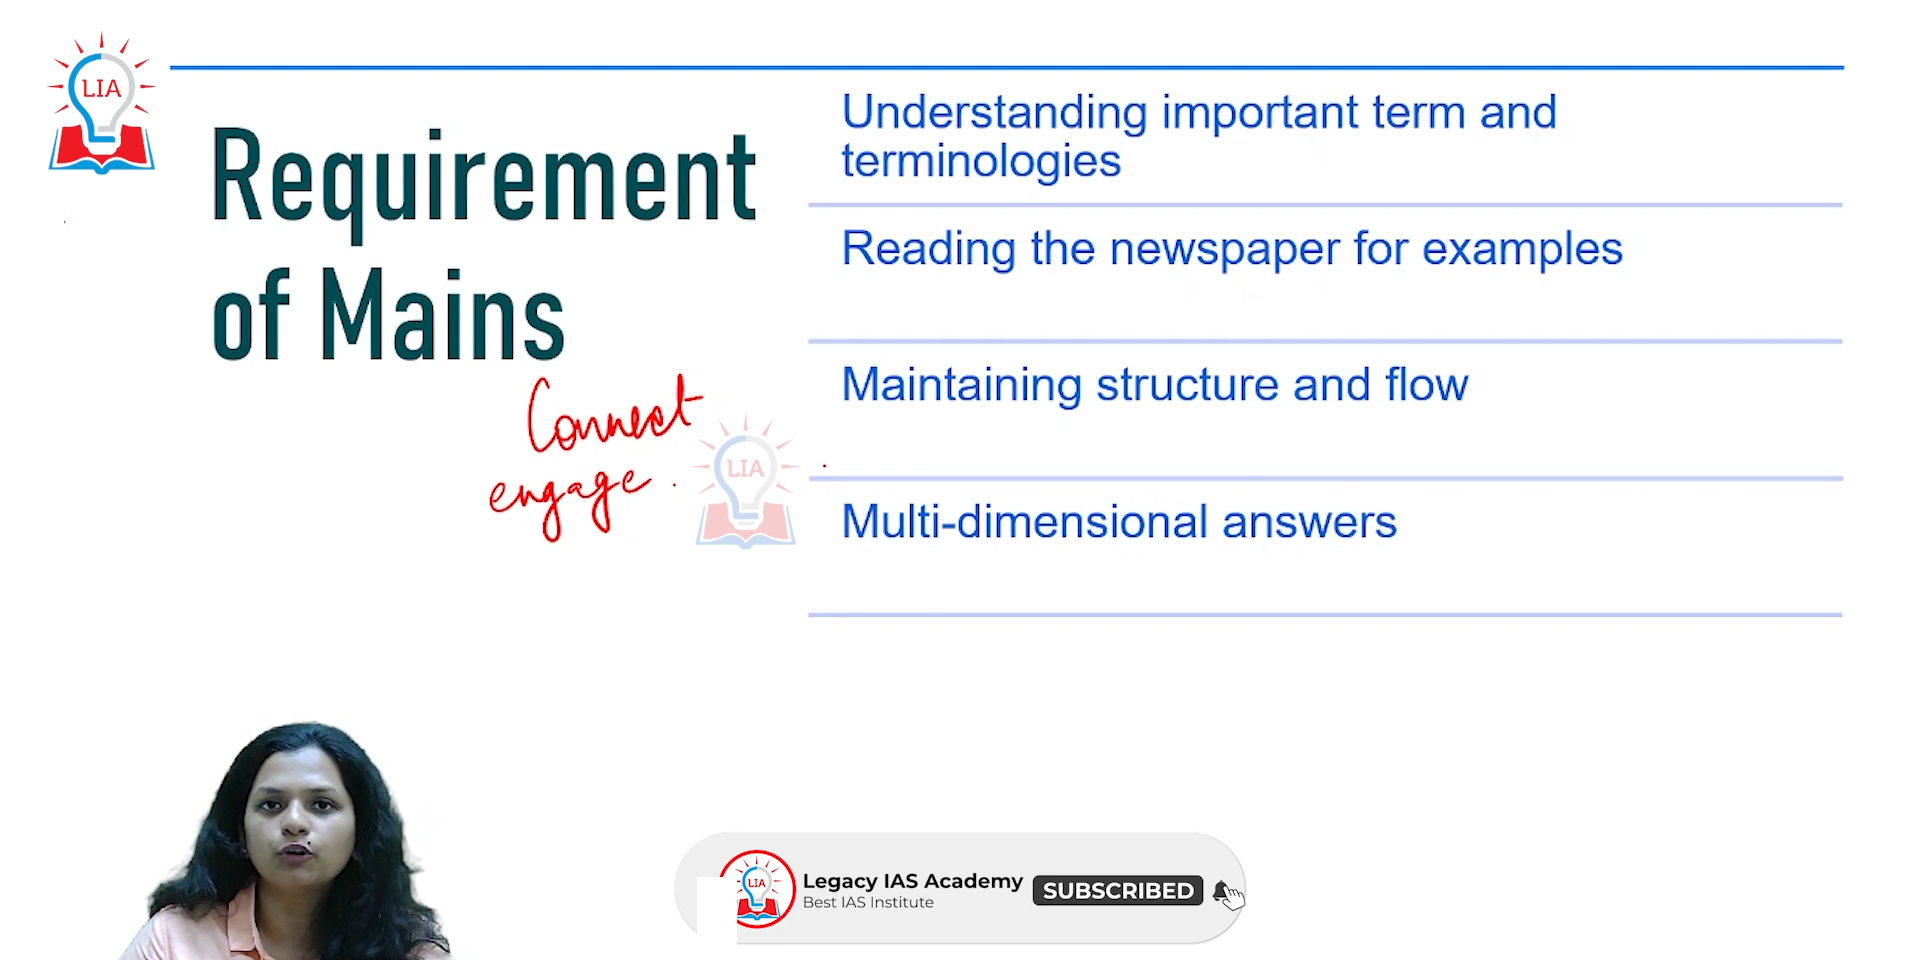 LIA
Requirement
of Mains
Connect
engage.
LIA
Understanding important term and
terminologies
Reading the newspaper for examples
Maintaining structure and flow
Multi-dimensional answers
LIA
Legacy IAS Academy
Best IAS Institute
SUBSCRIBED